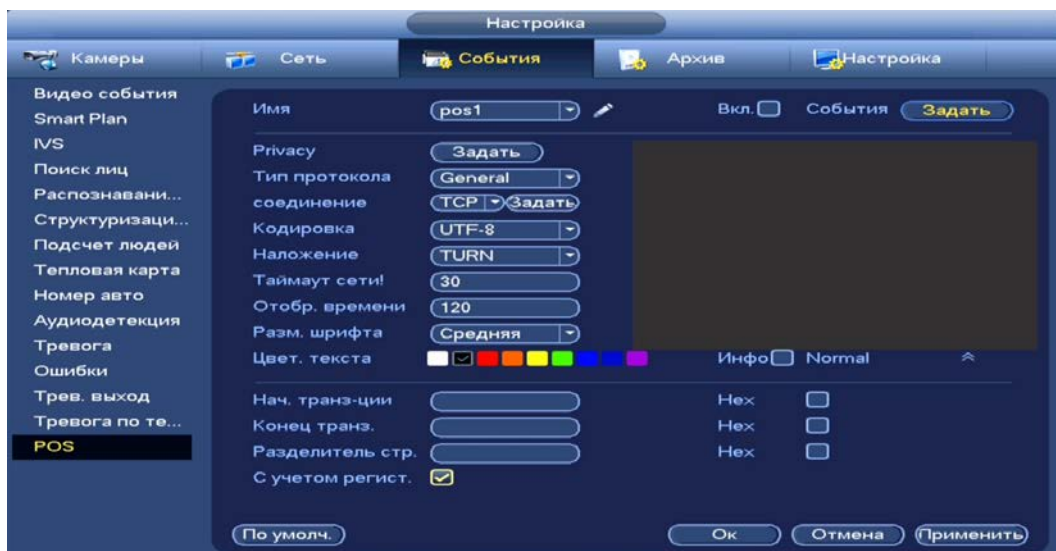 Настройка
Камеры Сеть События Архив Настройка
Видео события
Smart Plan
IVS
Поиск лиц
Распознавани...
Структуризаци...
Подсчет людей
Тепловая карта
Номер авто
Аудиодетекция
Тревога
Ошибки
Трев. выход
Тревога по те...
POS
Имя pos1 Вкл. События Задать
Privacy Задать
Тип протокола General
соединение TCP Задать
Кодировка UTF-8
Наложение TURN
Таймаут сети! 30
Отобр. времени 120
Разм. шрифта Средняя
Цвет. текста Инфо Normal
Нач. транз-ции Hex
Конец транз. Hex
Разделитель стр. Hex
С учетом регист.
По умолч. Ок Отмена Применить